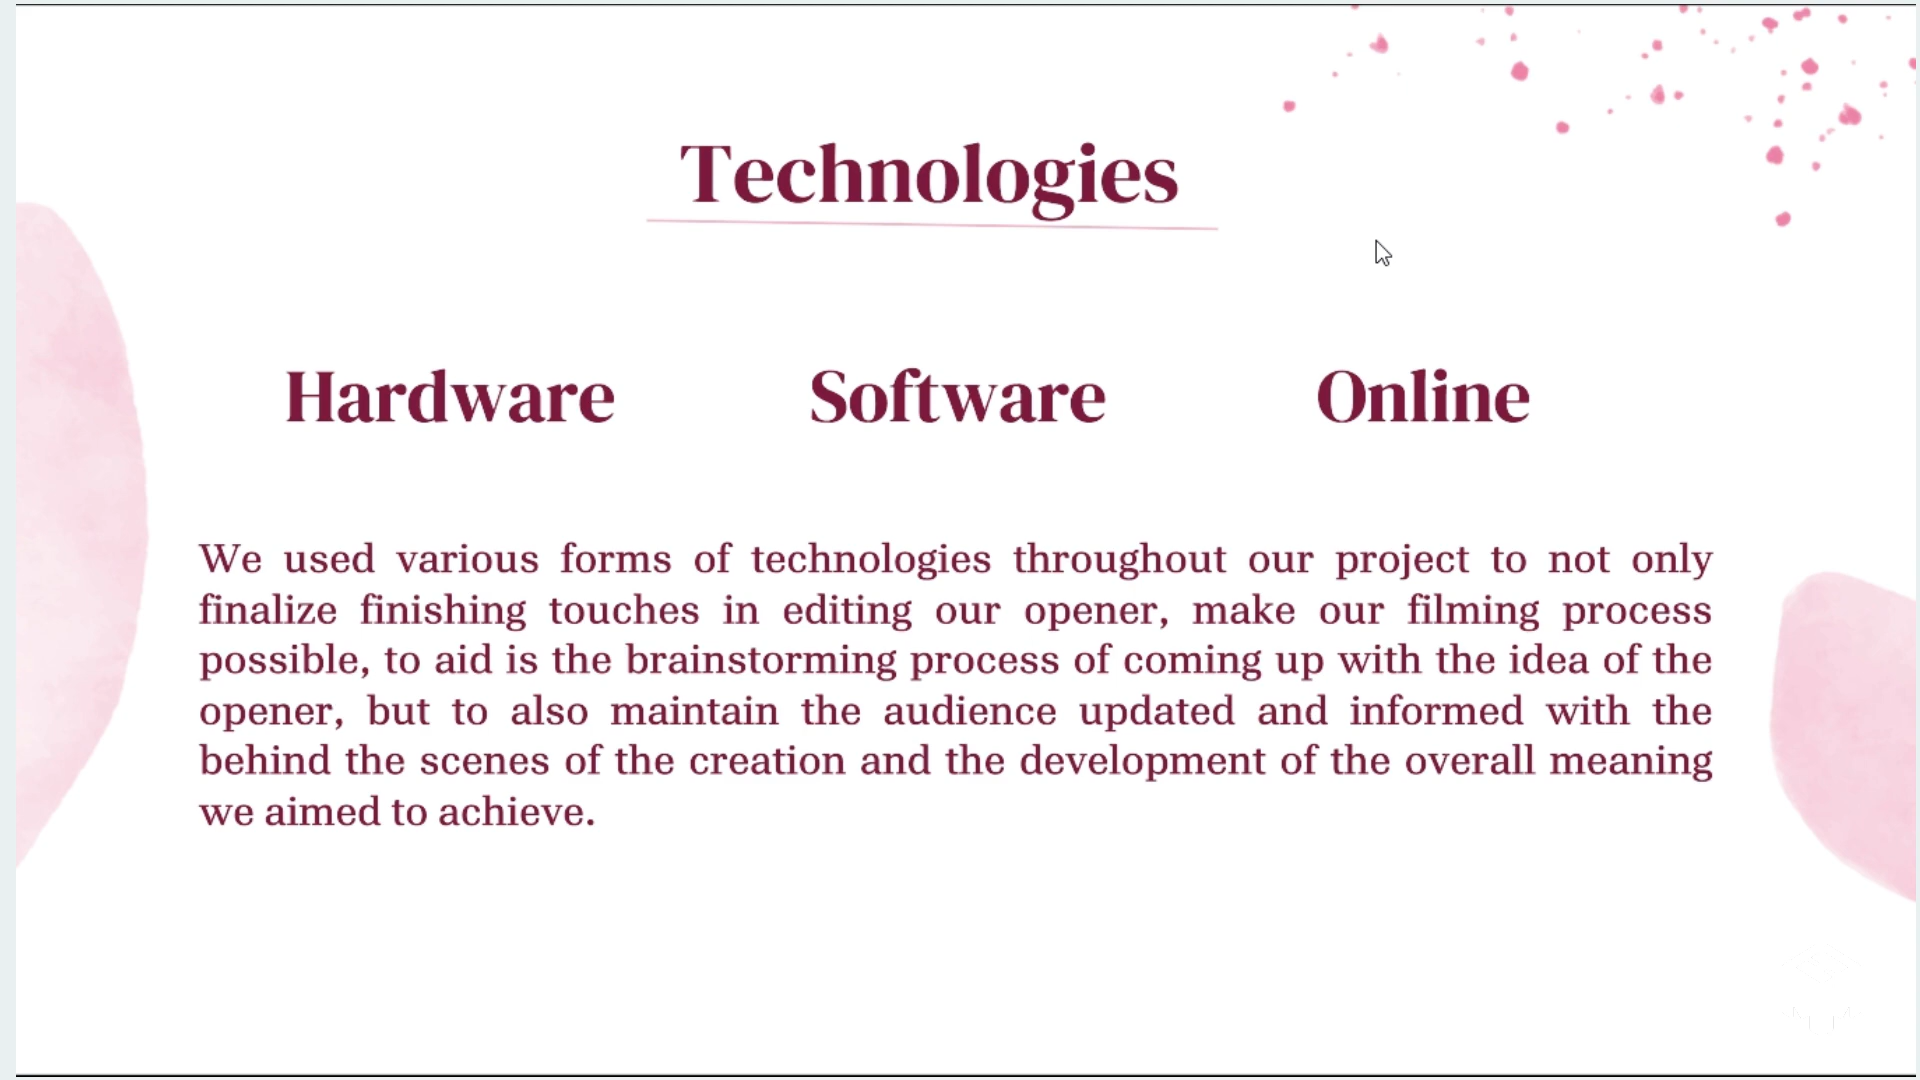 Technologies
Hardware Software Online
We used various forms of technologies throughout our project to not only
finalize finishing touches in editing our opener, make our filming process
possible, to aid is the brainstorming process of coming up with the idea of the
opener, but to also maintain the audience updated and informed with the
behind the scenes of the creation and the development of the overall meaning
we aimed to achieve.